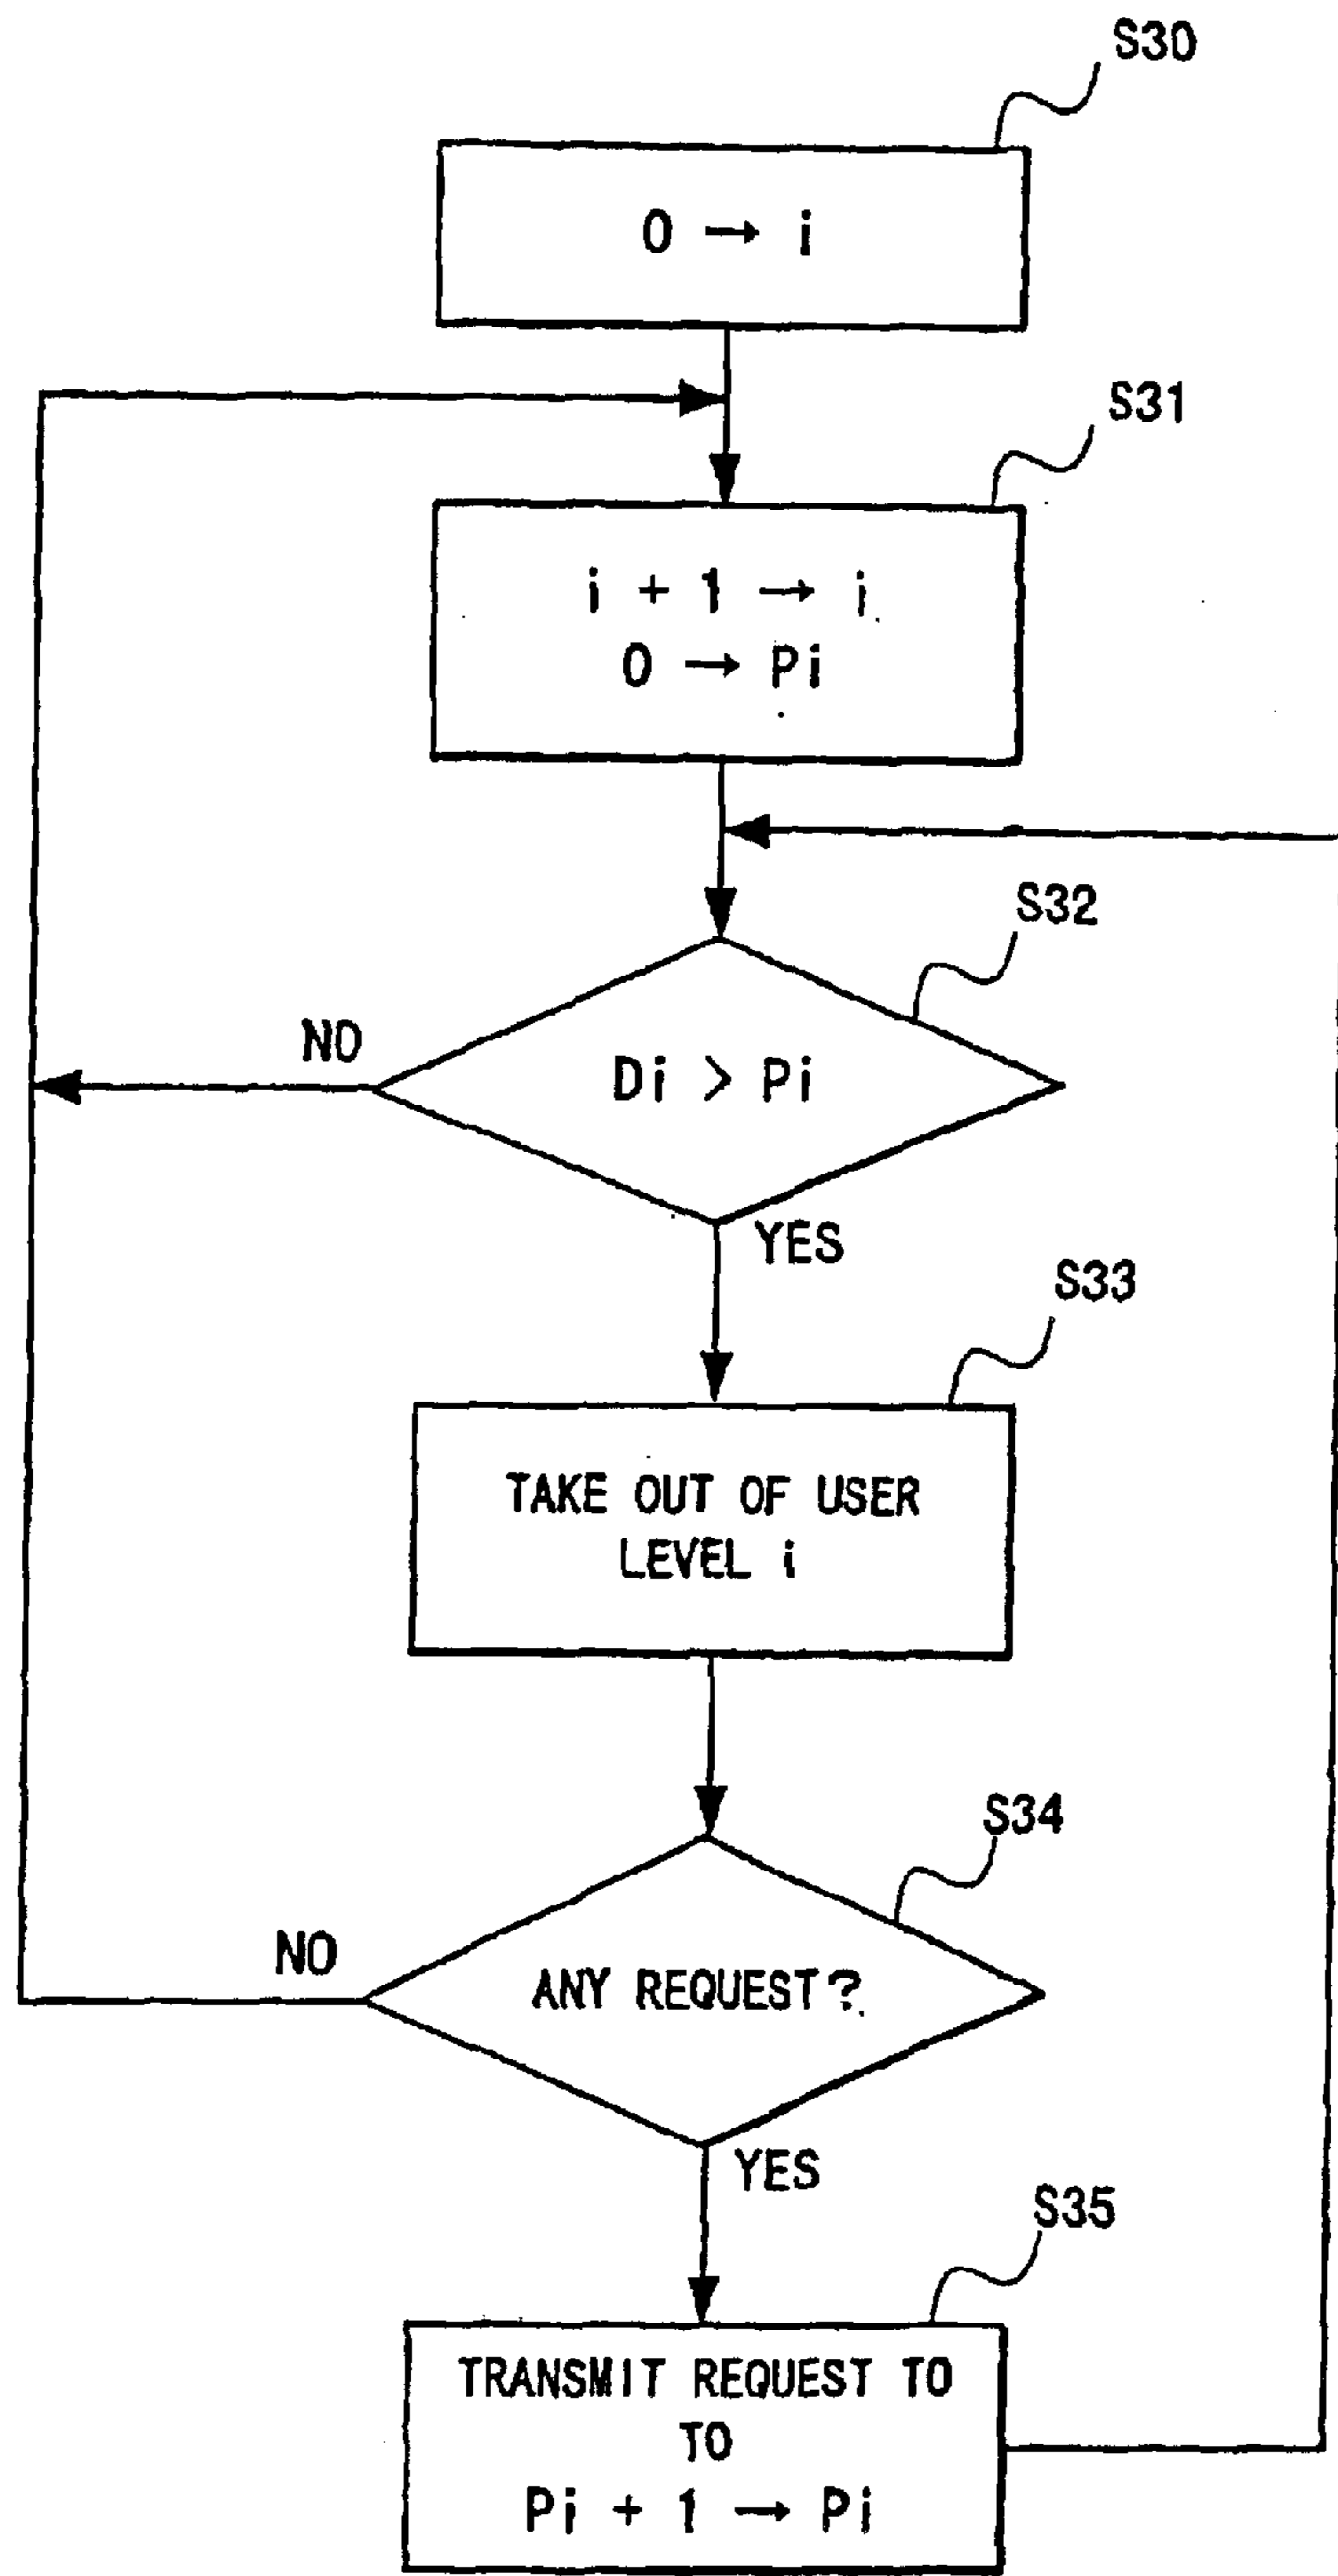 S30
0 → i
S31
i + 1 → i
0 → Pi
S32
NO
Di > Pi
YES
S33
TAKE OUT OF USER
LEVEL i
S34
NO
ANY REQUEST?
YES
S35
TRANSMIT REQUEST TO
TO
Pi + 1 → Pi